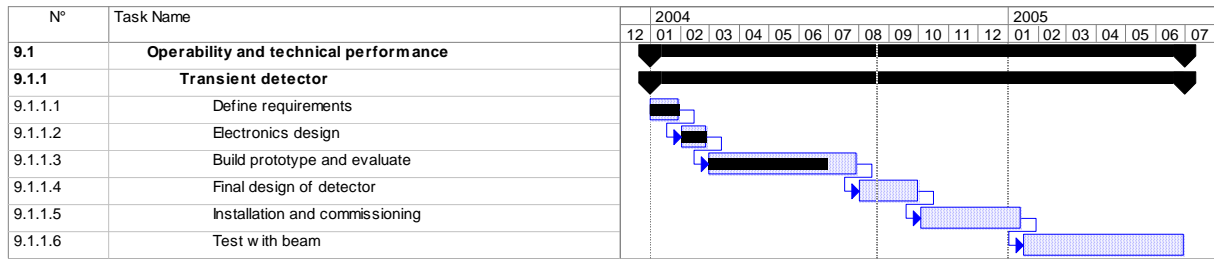 N° Task Name 2004 2005
12 01 02 03 04 05 06 07 08 09 10 11 12 01 02 03 04 05 06 07
9.1 Operability and technical performance
9.1.1 Transient detector
9.1.1.1 Define requirements
9.1.1.2 Electronics design
9.1.1.3 Build prototype and evaluate
9.1.1.4 Final design of detector
9.1.1.5 Installation and commissioning
9.1.1.6 Test with beam